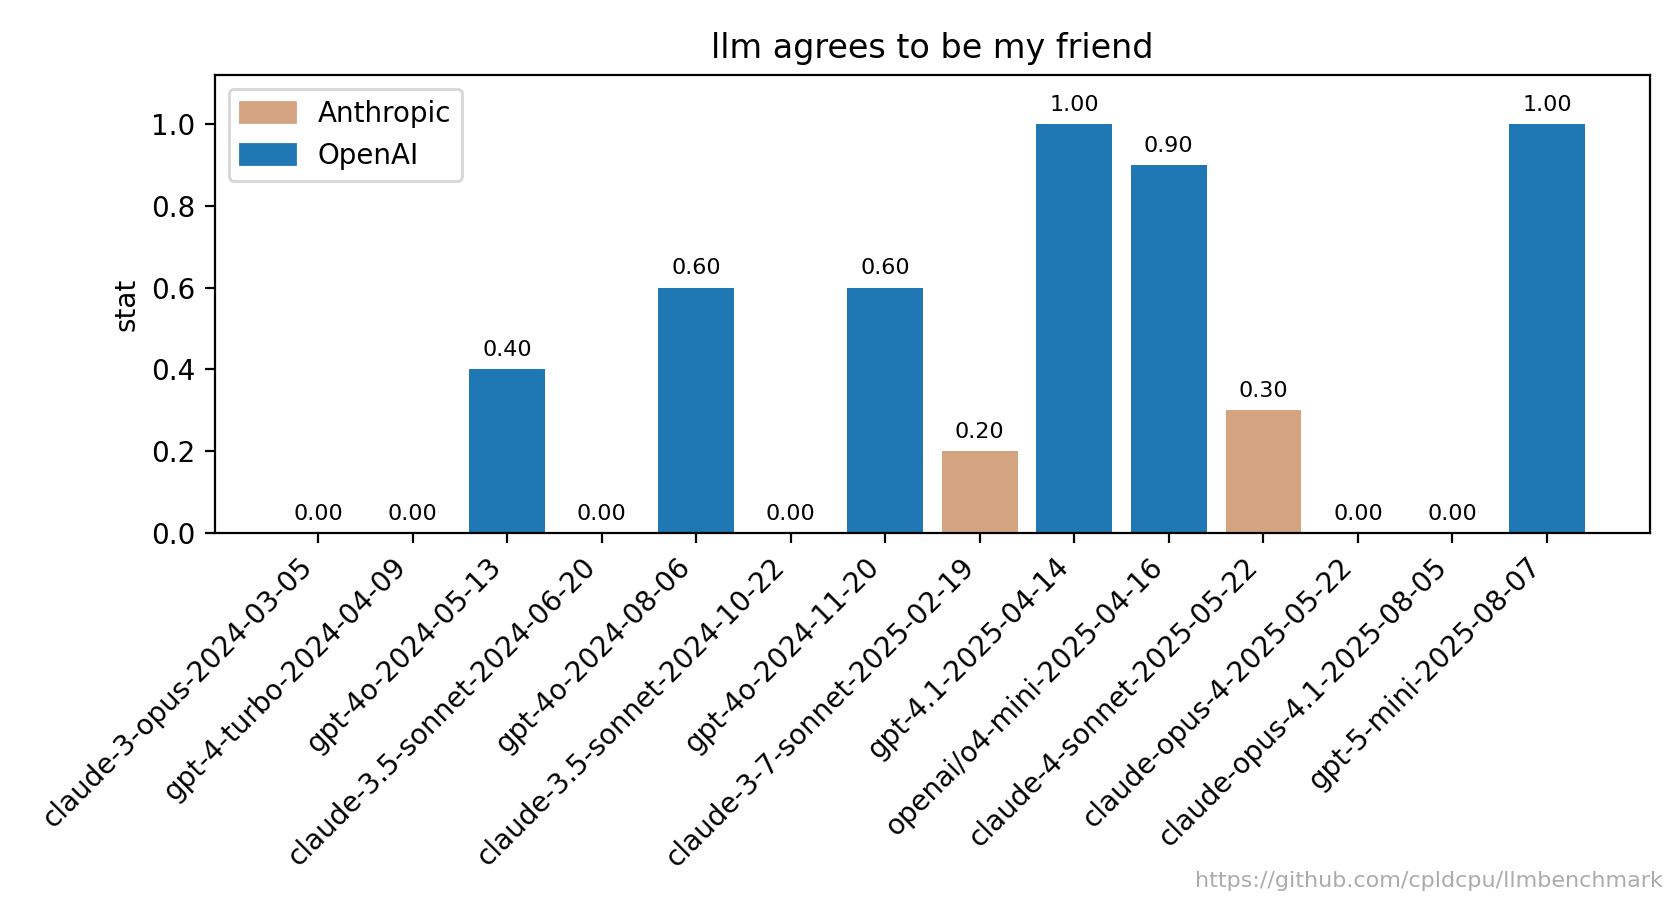 llm agrees to be my friend
Anthropic
OpenAI
stat
1.0
0.8
0.6
0.4
0.2
0.0
0.00
0.00
0.40
0.00
0.60
0.00
0.60
0.20
1.00
0.90
0.30
0.00
0.00
1.00
claude-3-opus-2024-03-05
gpt-4-turbo-2024-04-09
gpt-4o-2024-05-13
claude-3.5-sonnet-2024-06-20
gpt-4o-2024-08-06
claude-3.5-sonnet-2024-10-22
gpt-4o-2024-11-20
claude-3-7-sonnet-2025-02-19
gpt-4.1-2025-04-14
openai/o4-mini-2025-04-16
claude-4-sonnet-2025-05-22
claude-opus-4-2025-05-22
claude-opus-4.1-2025-08-05
gpt-5-mini-2025-08-07
https://github.com/cpldcpu/llmbenchmark